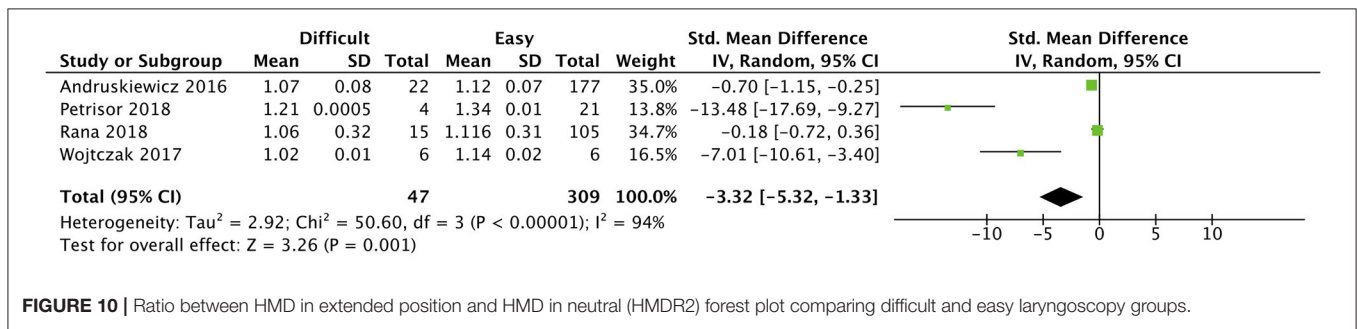 Difficult Easy Std. Mean Difference Std. Mean Difference
Study or Subgroup Mean SD Total Mean SD Total Weight IV, Random, 95% CI IV, Random, 95% CI
Andruskiewicz 2016 1.07 0.08 22 1.12 0.07 177 35.0% -0.70 [-1.15, -0.25]
Petrisor 2018 1.21 0.0005 4 1.34 0.01 21 13.8% -13.48 [-17.69, -9.27]
Rana 2018 1.06 0.32 15 1.116 0.31 105 34.7% -0.18 [-0.72, 0.36]
Wojtczak 2017 1.02 0.01 6 1.14 0.02 6 16.5% -7.01 [-10.61, -3.40]
Total (95% CI) 47 309 100.0% -3.32 [-5.32, -1.33]
Heterogeneity: Tau² = 2.92; Chi² = 50.60, df = 3 (P < 0.00001); I² = 94%
Test for overall effect: Z = 3.26 (P = 0.001)
-10 -5 0 5 10
FIGURE 10 | Ratio between HMD in extended position and HMD in neutral (HMDR2) forest plot comparing difficult and easy laryngoscopy groups.